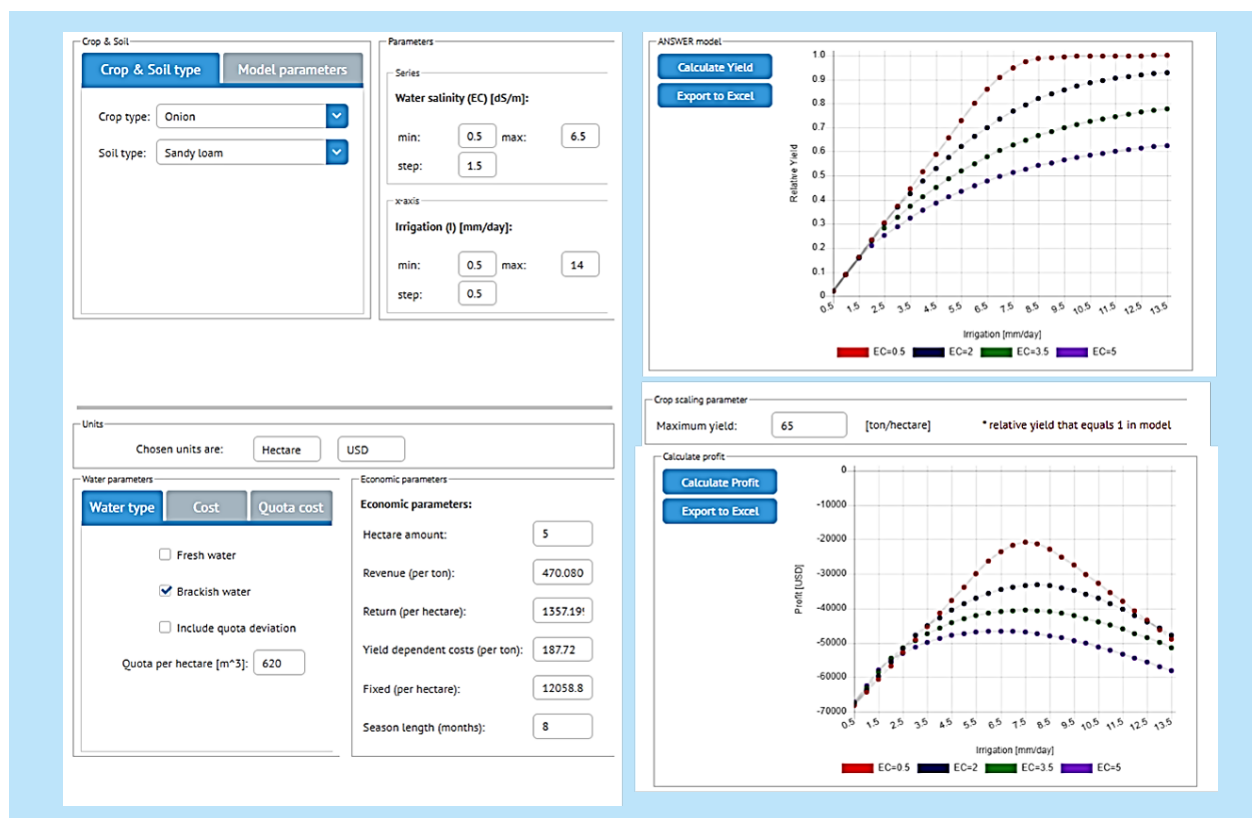 Crop & Soil
Crop & Soil type Model parameters
Crop type: Onion
Soil type: Sandy loam
Parameters
Series
Water salinity (EC) [dS/m]:
min: 0.5 max: 6.5
step: 1.5
x-axis
Irrigation (I) [mm/day]:
min: 0.5 max: 14
step: 0.5
ANSWER model
Calculate Yield
Export to Excel
1.0
0.9
0.8
0.7
0.6
0.5
0.4
0.3
0.2
0.1
0
Relative Yield
0.5 1.5 2.5 3.5 4.5 5.5 6.5 7.5 8.5 9.5 10.5 11.5 12.5 13.5
Irrigation [mm/day]
EC=0.5 EC=2 EC=3.5 EC=5
Units
Chosen units are: Hectare USD
Water parameters
Water type Cost Quota cost
Fresh water
Brackish water
Include quota deviation
Quota per hectare [m^3]: 620
Economic parameters
Economic parameters:
Hectare amount: 5
Revenue (per ton): 470.080
Return (per hectare): 1357.19
Yield dependent costs (per ton): 187.72
Fixed (per hectare): 12058.8
Season length (months): 8
Crop scaling parameter
Maximum yield: 65 [ton/hectare] * relative yield that equals 1 in model
Calculate profit
Calculate Profit
Export to Excel
0
-10000
-20000
-30000
-40000
-50000
-60000
-70000
Profit [USD]
0.5 1.5 2.5 3.5 4.5 5.5 6.5 7.5 8.5 9.5 10.5 11.5 12.5 13.5
Irrigation [mm/day]
EC=0.5 EC=2 EC=3.5 EC=5